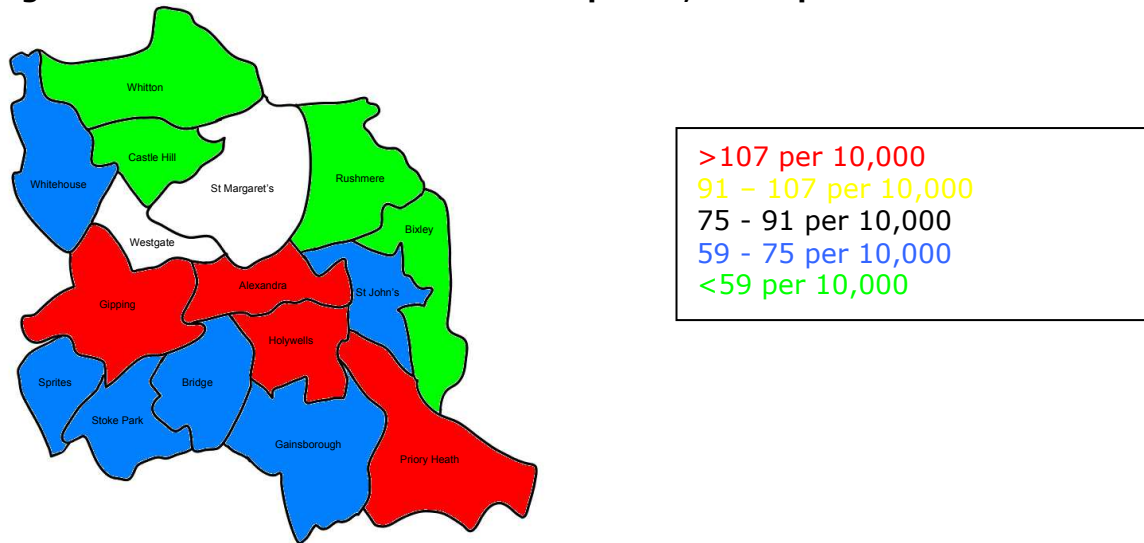 Whitton
Castle Hill
Whitehouse
St Margaret's
Rushmere
Westgate
Bixley
Gipping
Alexandra
St John's
Holywells
Sprites
Bridge
Stoke Park
Gainsborough
Priory Heath
>107 per 10,000
91 – 107 per 10,000
75 - 91 per 10,000
59 - 75 per 10,000
<59 per 10,000